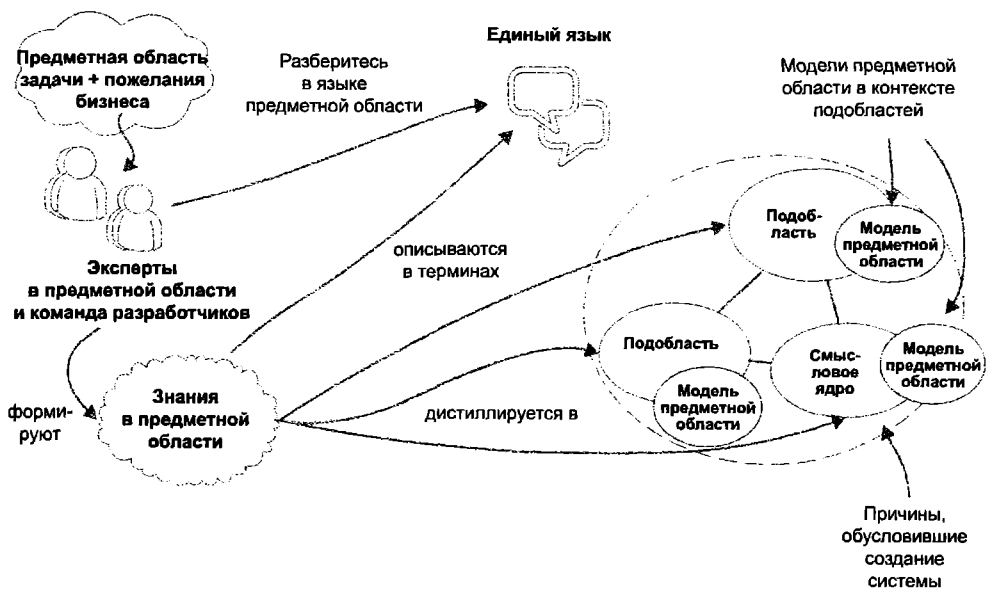 Предметная область
задачи + пожелания
бизнеса
Разберитесь
в языке
предметной области
Единый язык
Модели предметной
области в контексте
подобластей
Эксперты
в предметной области
и команда разработчиков
описываются
в терминах
Подоб-
ласть
Модель
предметной
области
Подобласть
Модель
предметной
области
Смыс-
ловое
ядро
Модель
предметной
области
форми-
руют
Знания
в предметной
области
дистиллируется в
Причины,
обусловившие
создание
системы